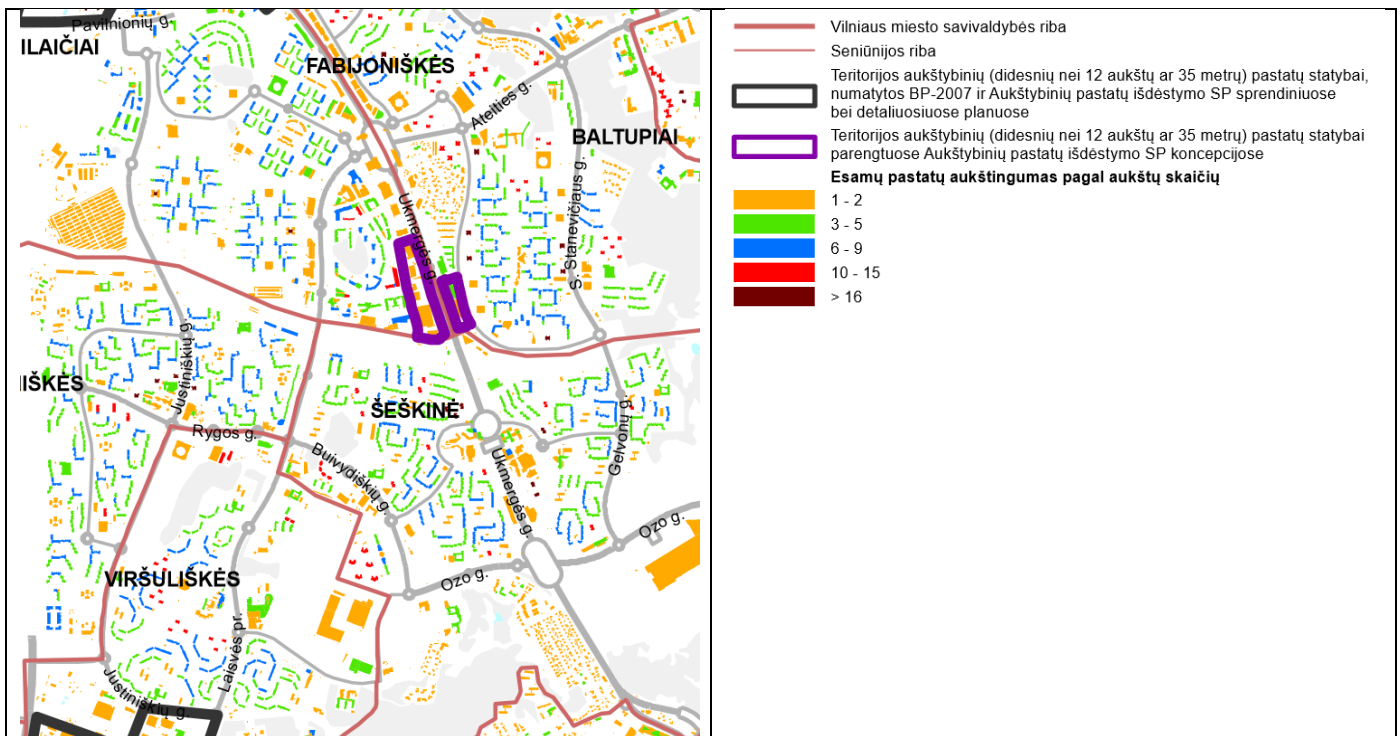 Pavilnionių g.
ILAIČIAI
FABIJONIŠKĖS
Ateities g.
BALTUPIAI
Ukmergės g.
S. Stanevičiaus g.
Justiniškių g.
IŠKĖS
ŠEŠKINĖ
Rygos g.
Buivydiškių g.
Gelvonų g.
Ukmergės g.
Ozo g.
Ozo g.
VIRŠULIŠKĖS
Laisvės pr.
Justiniškių g.
Vilniaus miesto savivaldybės riba
Seniūnijos riba
Teritorijos aukštybinių (didesnių nei 12 aukštų ar 35 metrų) pastatų statybai,
numatytos BP-2007 ir Aukštybinių pastatų išdėstymo SP sprendiniuose
bei detaliuosiuose planuose
Teritorijos aukštybinių (didesnių nei 12 aukštų ar 35 metrų) pastatų statybai
parengtuose Aukštybinių pastatų išdėstymo SP koncepcijose
Esamų pastatų aukštingumas pagal aukštų skaičių
1 - 2
3 - 5
6 - 9
10 - 15
> 16